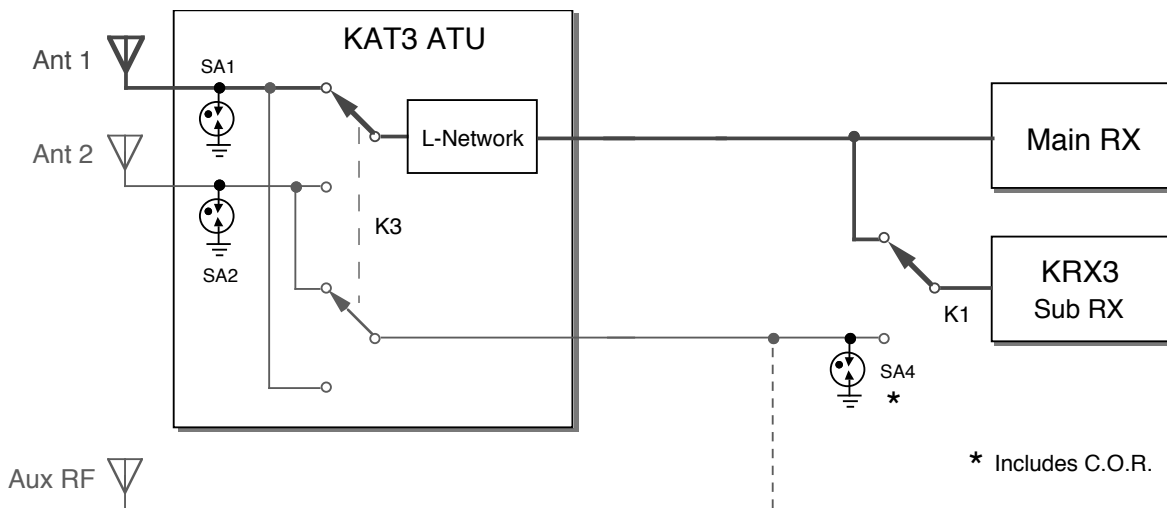 KAT3 ATU
Ant 1
SA1
L-Network
Main RX
Ant 2
K3
SA2
KRX3
Sub RX
K1
SA4
*
Aux RF
* Includes C.O.R.